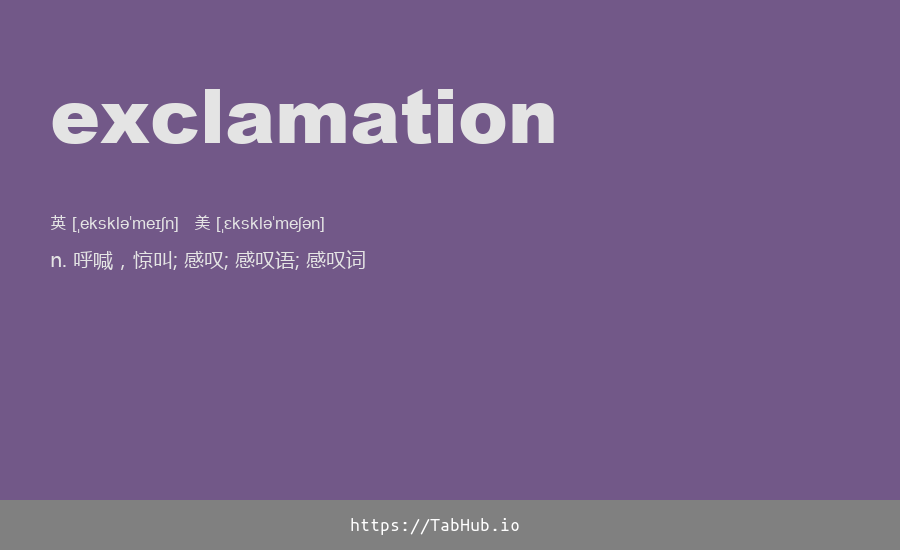 exclamation
英 [ˌekskləˈmeɪʃn]   美 [ˌɛkskləˈmeʃən]
n. 呼喊，惊叫; 感叹; 感叹语; 感叹词
https://TabHub.io